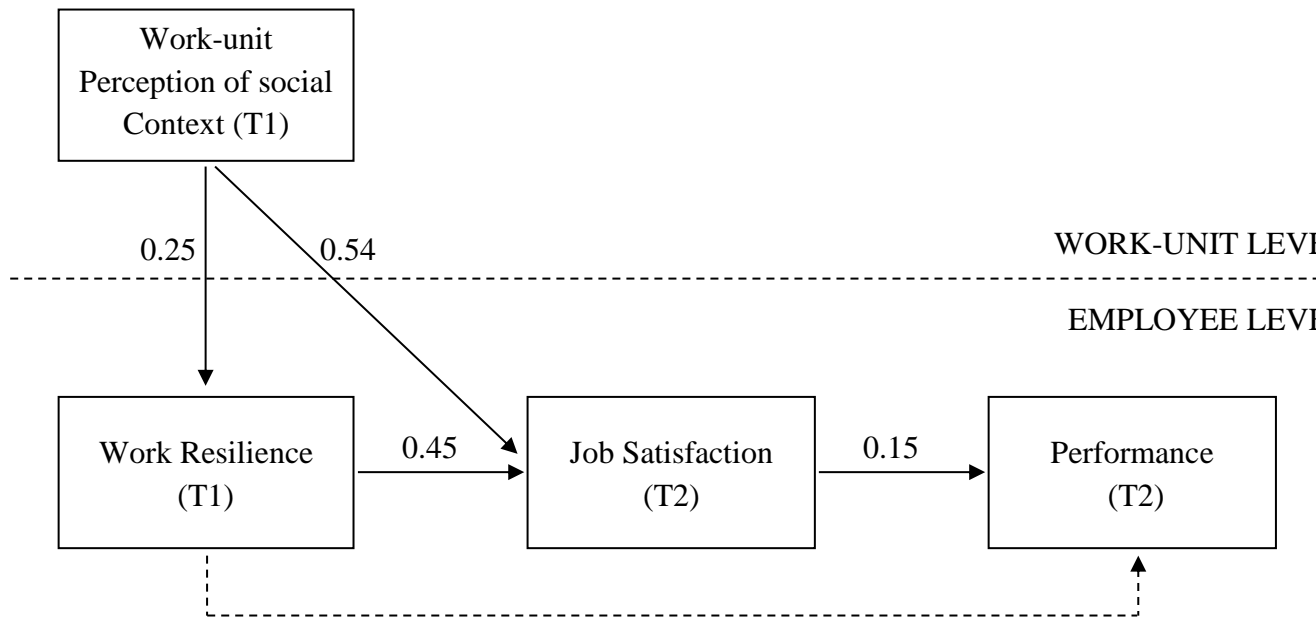 Work-unit
Perception of social
Context (T1)
0.25
0.54
WORK-UNIT LEVE
EMPLOYEE LEVE
Work Resilience
(T1)
0.45
Job Satisfaction
(T2)
0.15
Performance
(T2)